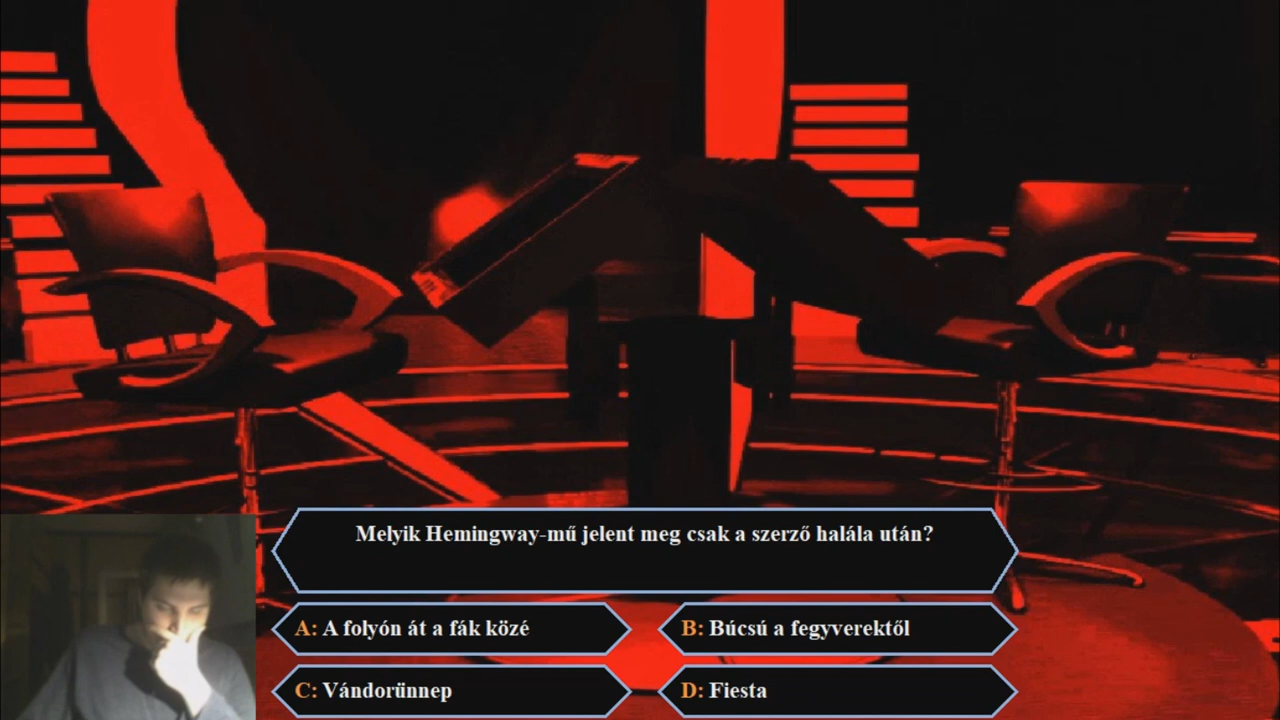 Melyik Hemingway-mű jelent meg csak a szerző halála után?
A: A folyón át a fák közé
B: Búcsú a fegyverektől
C: Vándorünnep
D: Fiesta